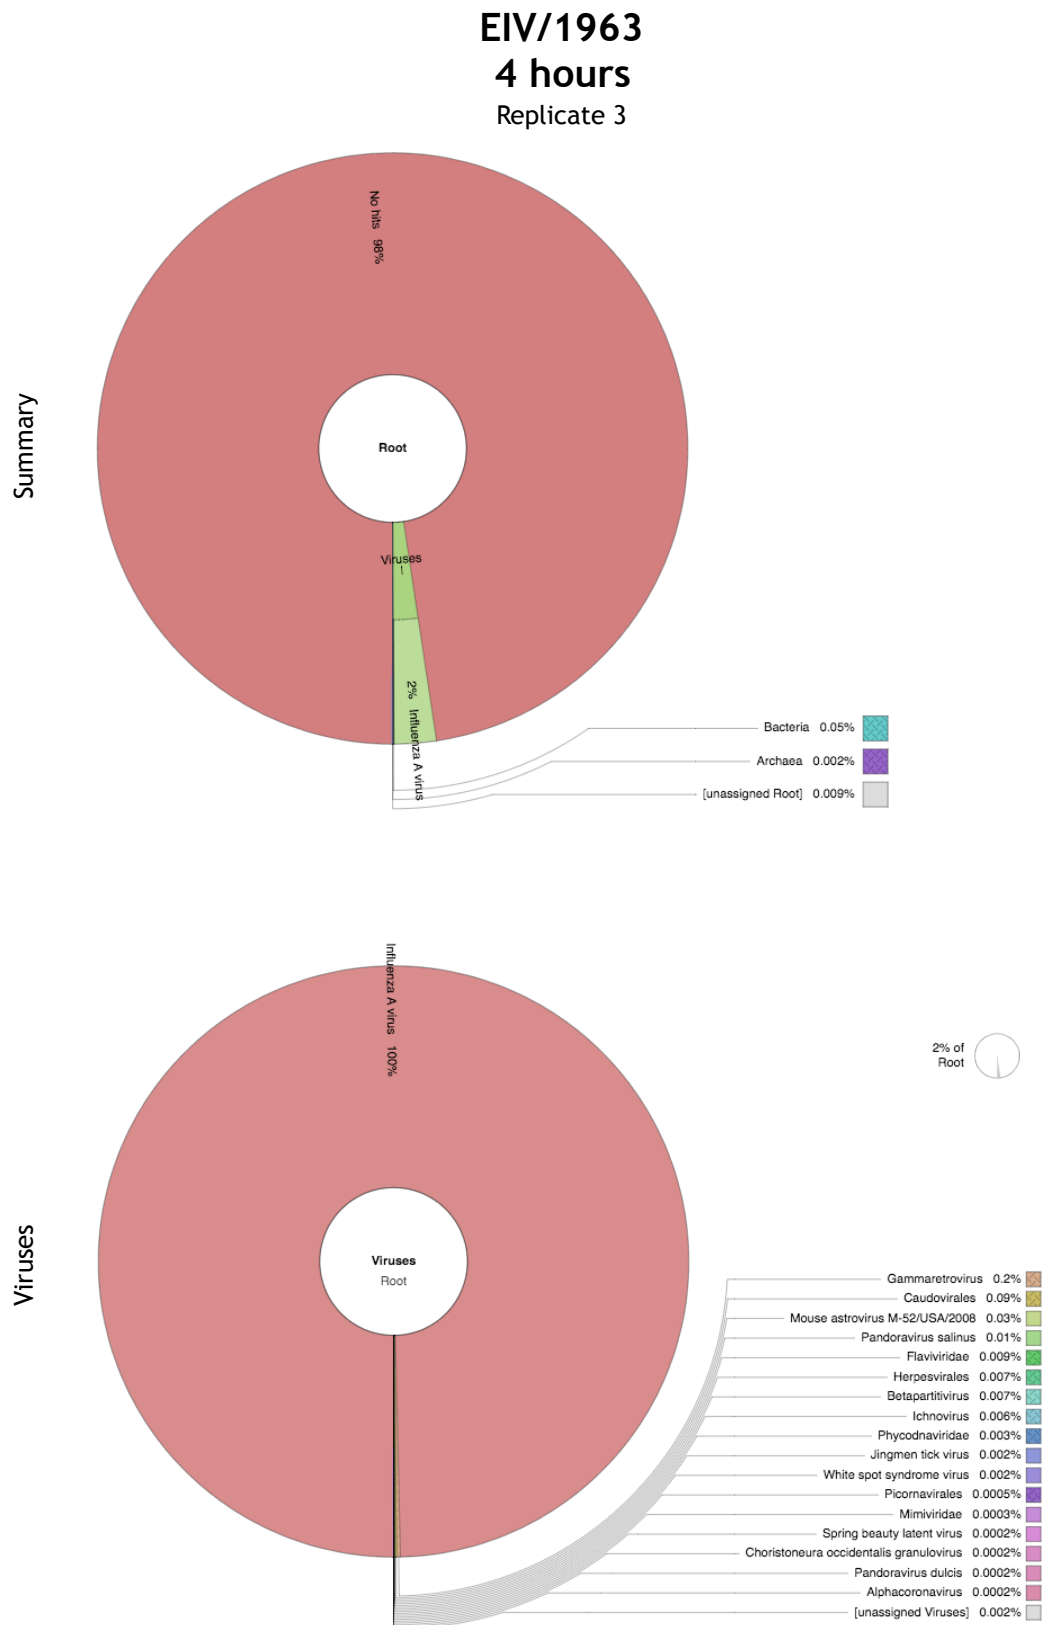 EIV/1963
4 hours
Replicate 3
Summary
No hits 98%
Root
Viruses
2% Influenza A virus
Bacteria 0.05%
Archaea 0.002%
[unassigned Root] 0.009%
Viruses
Influenza A virus 100%
2% of
Root
Viruses
Root
Gammaretrovirus 0.2%
Caudovirales 0.09%
Mouse astrovirus M-52/USA/2008 0.03%
Pandoravirus salinus 0.01%
Flaviviridae 0.009%
Herpesvirales 0.007%
Betapartitivirus 0.007%
Ichnovirus 0.006%
Phycodnaviridae 0.003%
Jingmen tick virus 0.002%
White spot syndrome virus 0.002%
Picornavirales 0.0005%
Mimiviridae 0.0003%
Spring beauty latent virus 0.0002%
Choristoneura occidentalis granulovirus 0.0002%
Pandoravirus dulcis 0.0002%
Alphacoronavirus 0.0002%
[unassigned Viruses] 0.002%